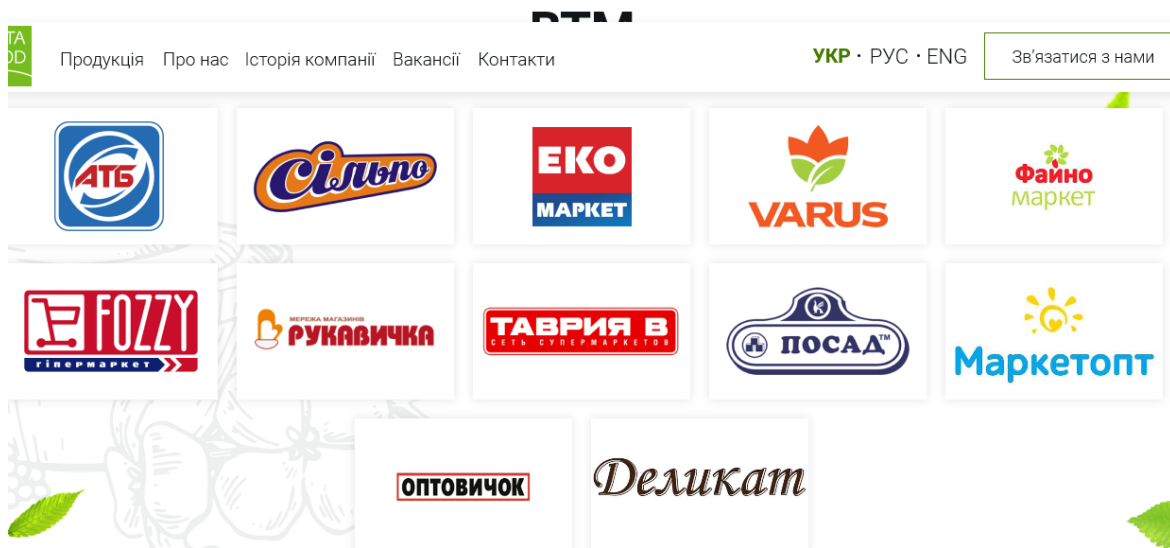 Продукція Про нас Історія компанії Вакансії Контакти УКР · РУС · ENG Зв'язатися з нами
АТБ
Сільпо
ЕКО
МАРКЕТ
VARUS
Файно
маркет
FOZZY
гіпермаркет
МЕРЕЖА МАГАЗИНІВ
РУКАВИЧКА
ТАВРИЯ В
СЕТЬ СУПЕРМАРКЕТОВ
ПОСАД™
Маркетопт
ОПТОВИЧОК
Деликат